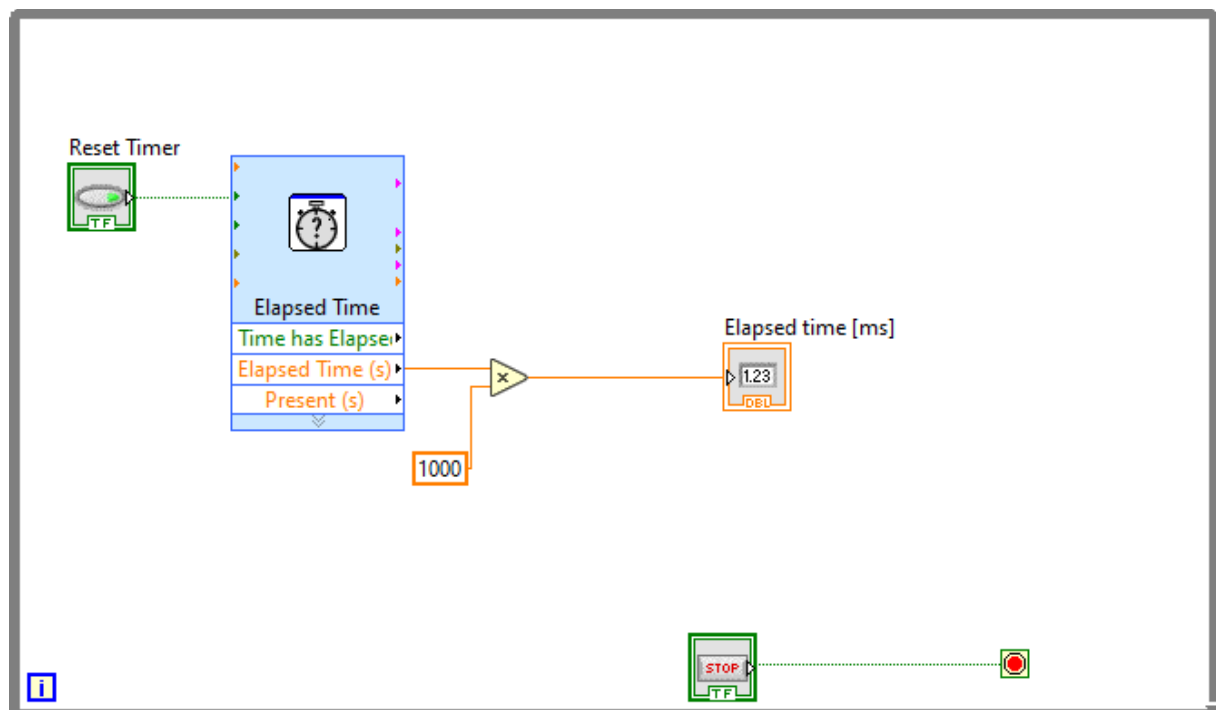 Reset Timer
TF
?
Elapsed Time
Time has Elapse
Elapsed Time (s)
Present (s)
x
1000
Elapsed time [ms]
1.23
DBL
STOP
TF
i